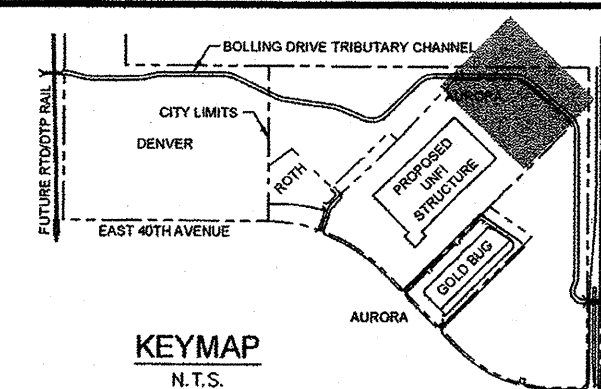 BOLLING DRIVE TRIBUTARY CHANNEL
AURORA
CITY LIMITS
DENVER
FUTURE RTD/DTP RAIL
ROTH
PROPOSED
UNFI
STRUCTURE
EAST 40TH AVENUE
GOLD BUG
AURORA
KEYMAP
N.T.S.